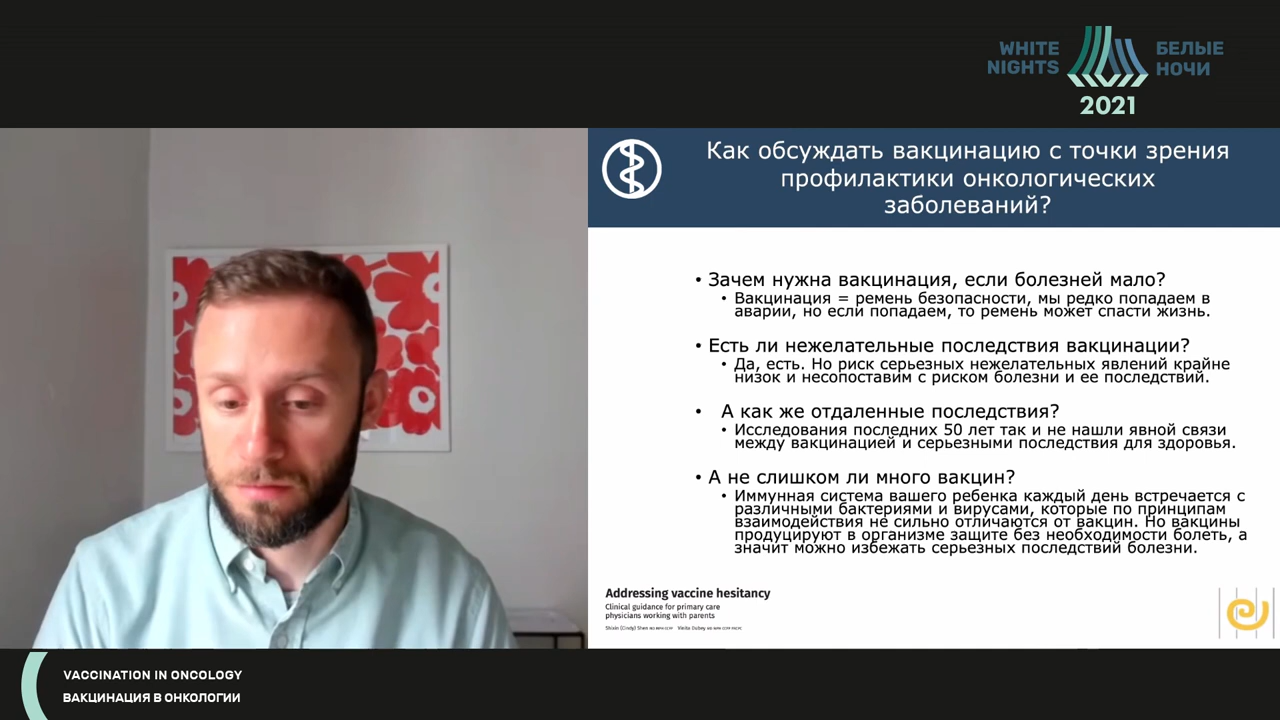 WHITE
NIGHTS
БЕЛЫЕ
НОЧИ
2021
Как обсуждать вакцинацию с точки зрения
профилактики онкологических
заболеваний?
• Зачем нужна вакцинация, если болезней мало?
• Вакцинация = ремень безопасности, мы редко попадаем в
аварии, но если попадаем, то ремень может спасти жизнь.
• Есть ли нежелательные последствия вакцинации?
• Да, есть. Но риск серьезных нежелательных явлений крайне
низок и несопоставим с риском болезни и ее последствий.
• А как же отдаленные последствия?
• Исследования последних 50 лет так и не нашли явной связи
между вакцинацией и серьезными последствия для здоровья.
• А не слишком ли много вакцин?
• Иммунная система вашего ребенка каждый день встречается с
различными бактериями и вирусами, которые по принципам
взаимодействия не сильно отличаются от вакцин. Но вакцины
продуцируют в организме защите без необходимости болеть, а
значит можно избежать серьезных последствий болезни.
Addressing vaccine hesitancy
Clinical guidance for primary care
physicians working with parents
Shixin (Cindy) Shen Vinita Dubey
VACCINATION IN ONCOLOGY
ВАКЦИНАЦИЯ В ОНКОЛОГИИ